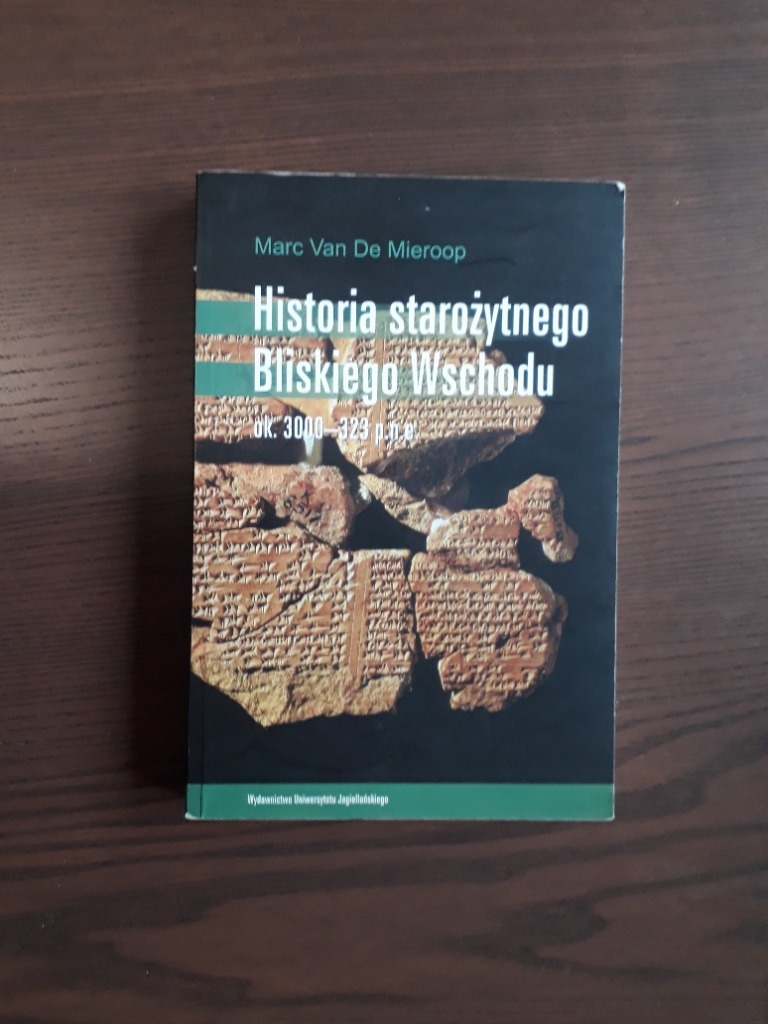 Marc Van De Mieroop
Historia starożytnego
Bliskiego Wschodu
ok. 3000–323 p.n.e.
Wydawnictwo Uniwersytetu Jagiellońskiego